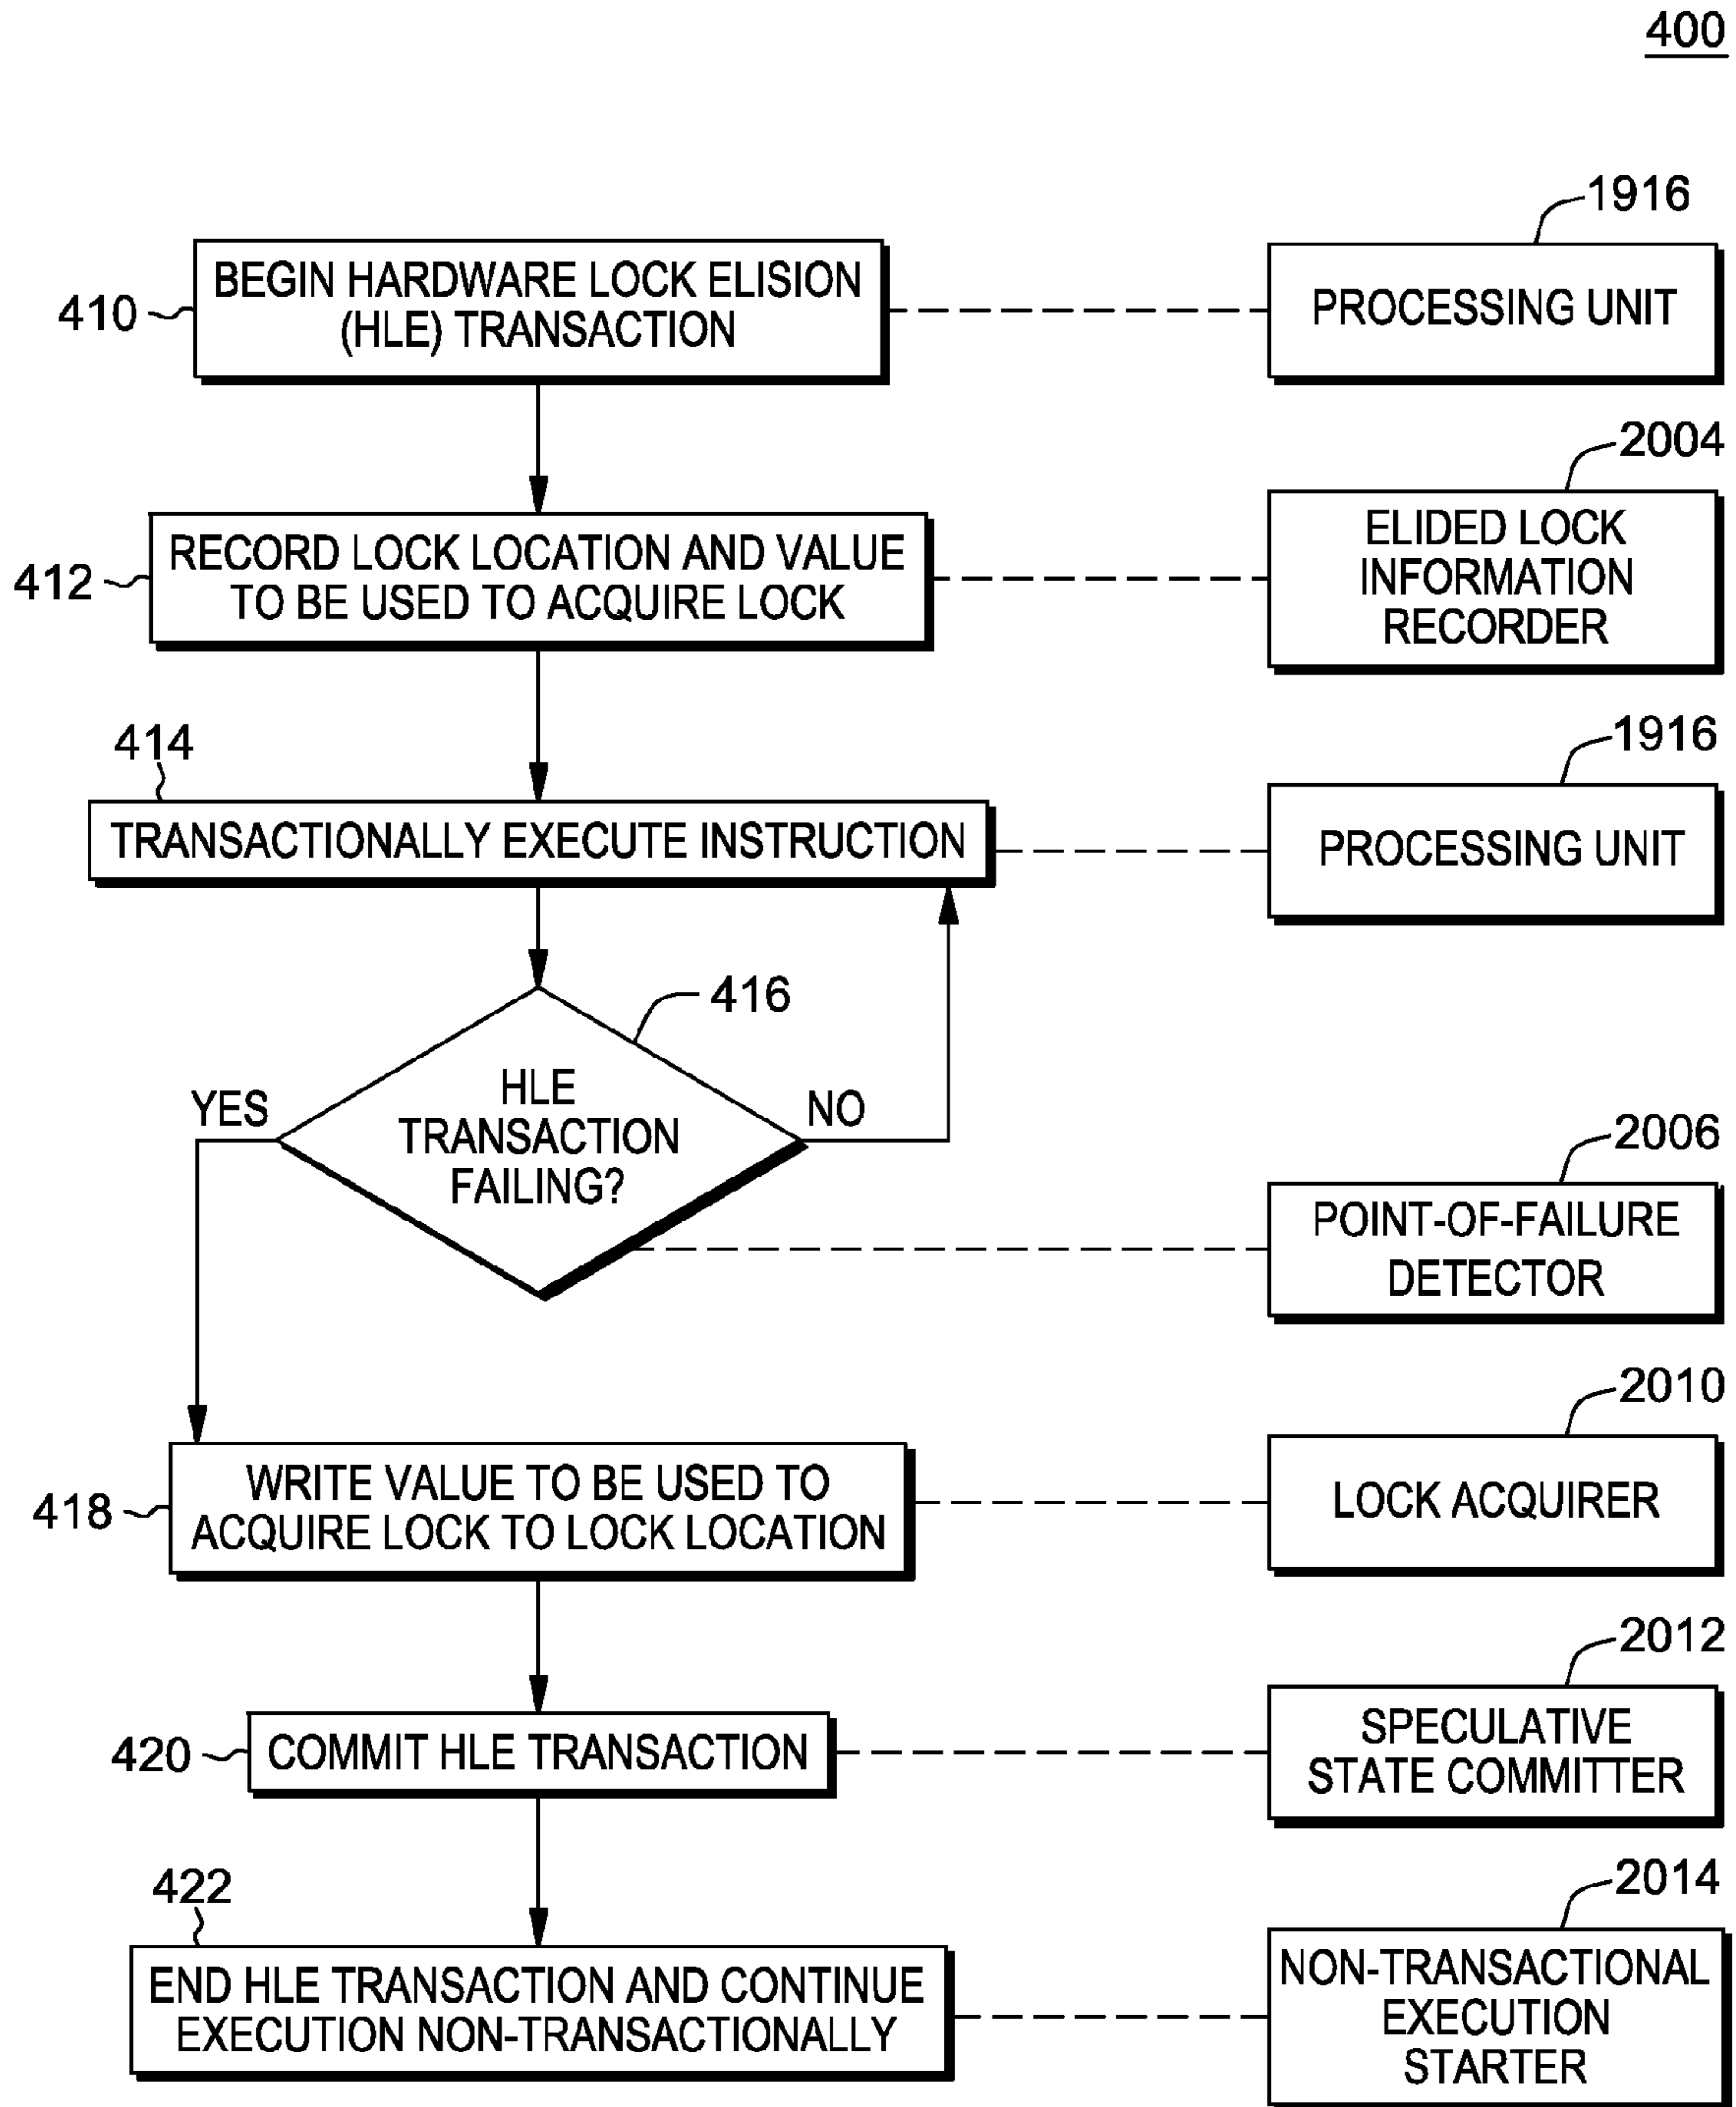 400
1916
410
BEGIN HARDWARE LOCK ELISION
(HLE) TRANSACTION
PROCESSING UNIT
2004
412
RECORD LOCK LOCATION AND VALUE
TO BE USED TO ACQUIRE LOCK
ELIDED LOCK
INFORMATION
RECORDER
414
1916
TRANSACTIONALLY EXECUTE INSTRUCTION
PROCESSING UNIT
416
YES
HLE
TRANSACTION
FAILING?
NO
2006
POINT-OF-FAILURE
DETECTOR
2010
418
WRITE VALUE TO BE USED TO
ACQUIRE LOCK TO LOCK LOCATION
LOCK ACQUIRER
2012
420
COMMIT HLE TRANSACTION
SPECULATIVE
STATE COMMITTER
422
2014
END HLE TRANSACTION AND CONTINUE
EXECUTION NON-TRANSACTIONALLY
NON-TRANSACTIONAL
EXECUTION
STARTER